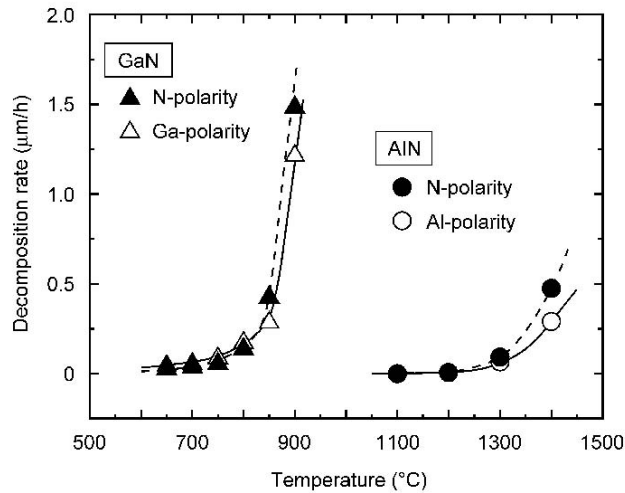 2.0
1.5
1.0
0.5
0
Decomposition rate (μm/h)
GaN
N-polarity
Ga-polarity
AlN
N-polarity
Al-polarity
500 700 900 1100 1300 1500
Temperature (°C)